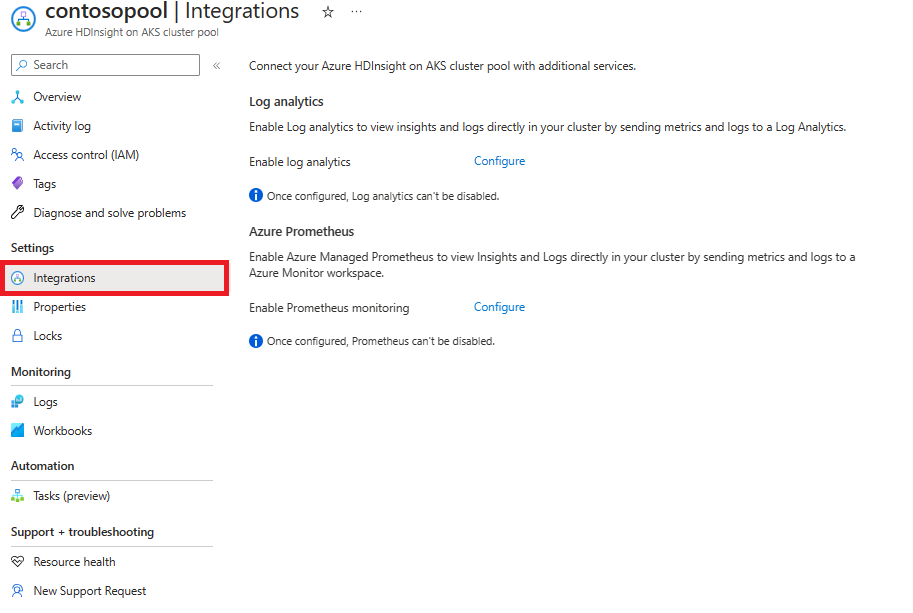 contosopool | Integrations
Azure HDInsight on AKS cluster pool
Search
Overview
Activity log
Access control (IAM)
Tags
Diagnose and solve problems
Settings
Integrations
Properties
Locks
Monitoring
Logs
Workbooks
Automation
Tasks (preview)
Support + troubleshooting
Resource health
New Support Request
Connect your Azure HDInsight on AKS cluster pool with additional services.
Log analytics
Enable Log analytics to view insights and logs directly in your cluster by sending metrics and logs to a Log Analytics.
Enable log analytics Configure
Once configured, Log analytics can't be disabled.
Azure Prometheus
Enable Azure Managed Prometheus to view Insights and Logs directly in your cluster by sending metrics and logs to a
Azure Monitor workspace.
Enable Prometheus monitoring Configure
Once configured, Prometheus can't be disabled.